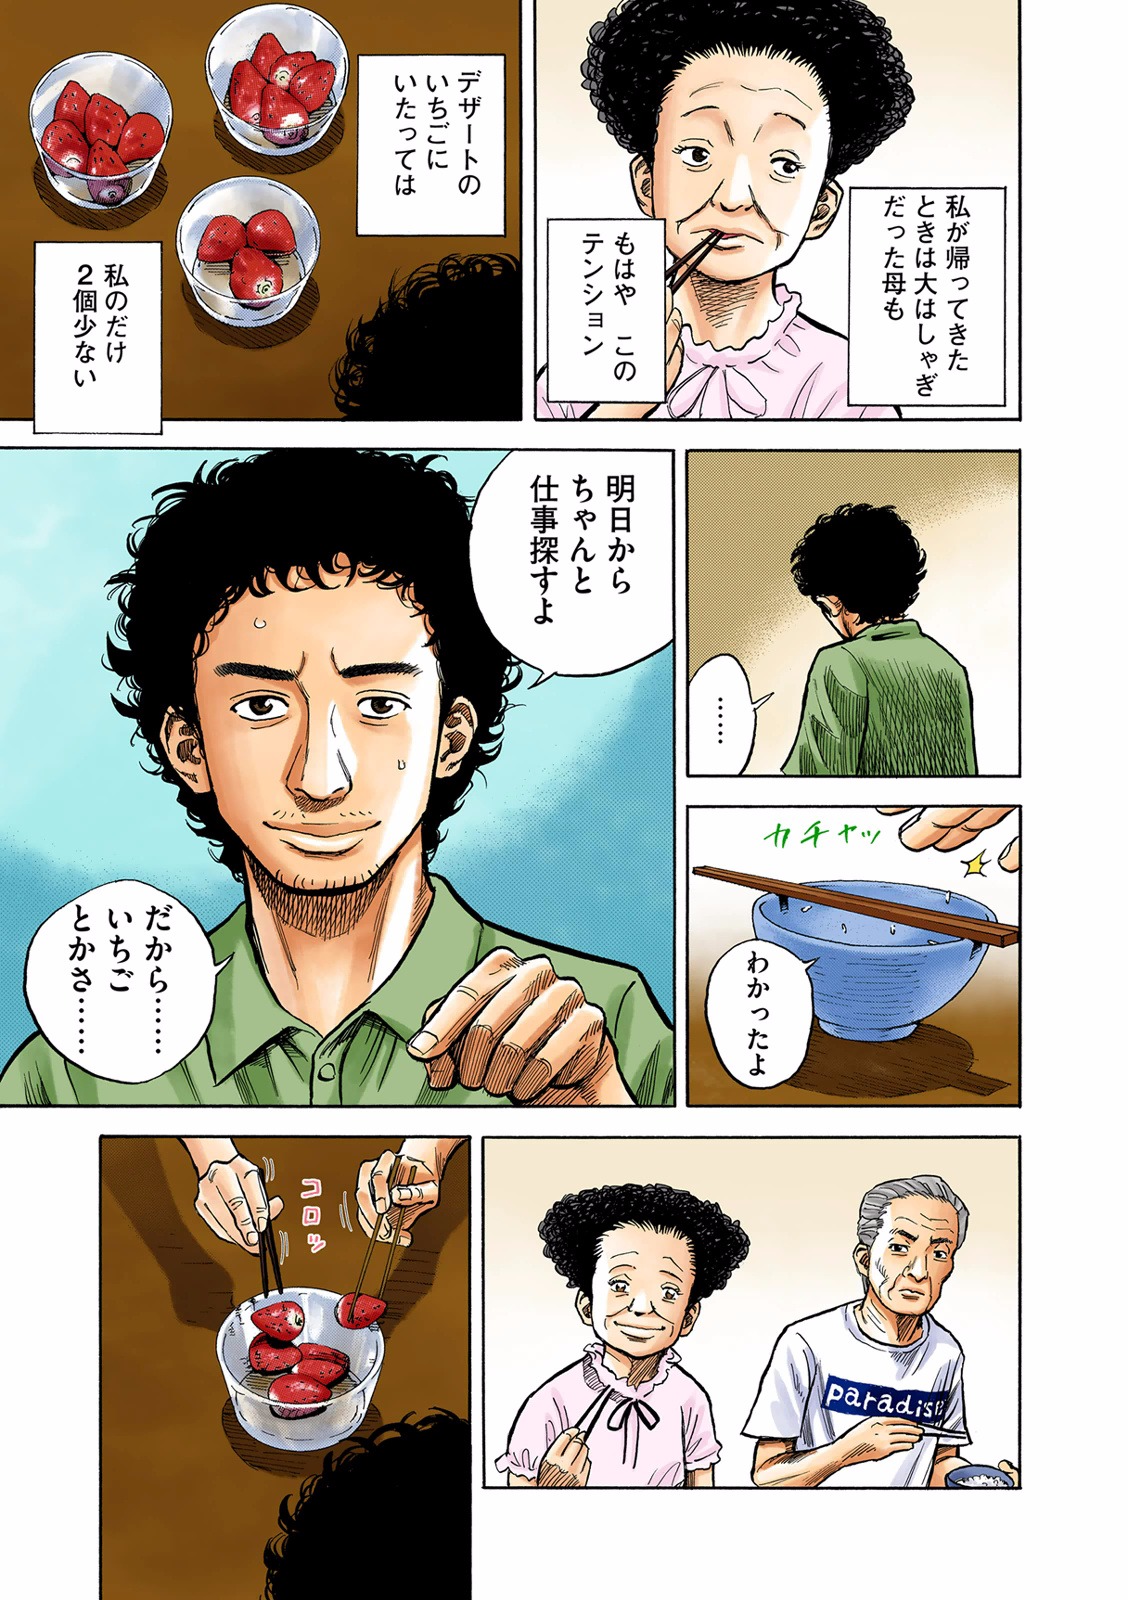 私が帰ってきた
ときは大はしゃぎ
だった母も
もはや この
テンション
デザートの
いちごに
いたっては
私のだけ
2個少ない
……
カチャッ
わかったよ
明日から
ちゃんと
仕事探すよ
だから……
いちご
とかさ……
paradise
コロッ